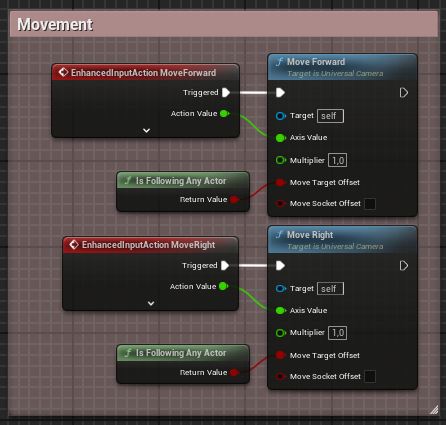 Movement
EnhancedInputAction MoveForward
Triggered
Action Value
Move Forward
Target is Universal Camera
Target self
Axis Value
Multiplier 1,0
Move Target Offset
Move Socket Offset
Is Following Any Actor
Return Value
EnhancedInputAction MoveRight
Triggered
Action Value
Move Right
Target is Universal Camera
Target self
Axis Value
Multiplier 1,0
Move Target Offset
Move Socket Offset
Is Following Any Actor
Return Value